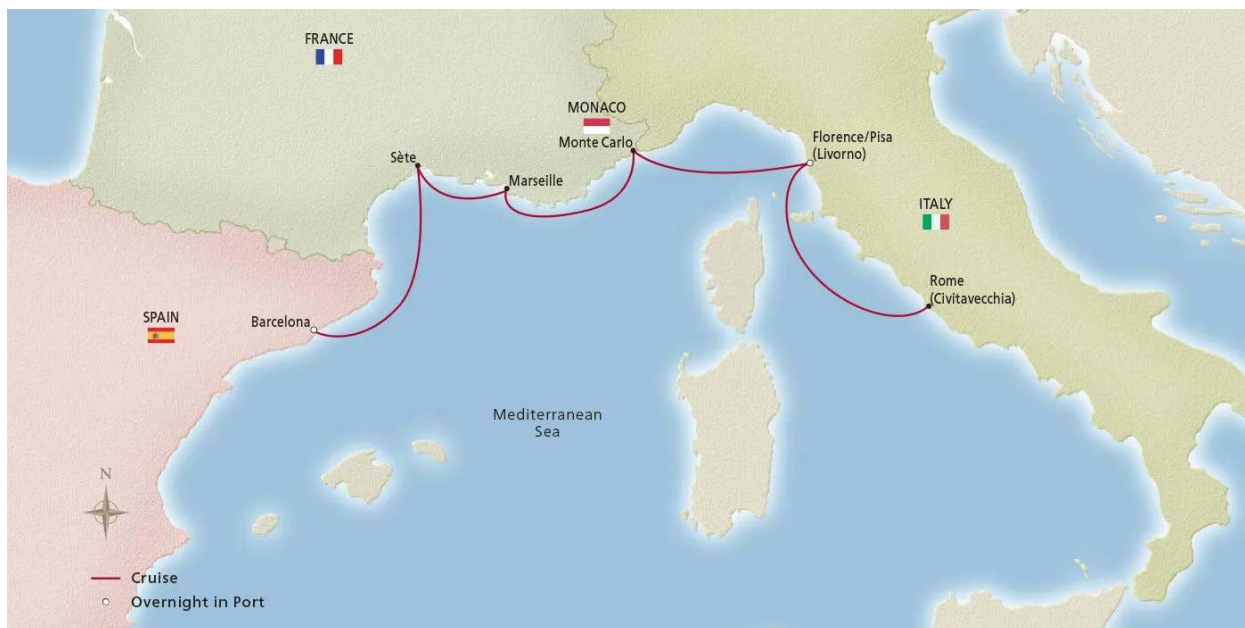 FRANCE
MONACO
Monte Carlo
Florence/Pisa
(Livorno)
Sète
Marseille
ITALY
Rome
(Civitavecchia)
SPAIN
Barcelona
Mediterranean
Sea
N
Cruise
Overnight in Port